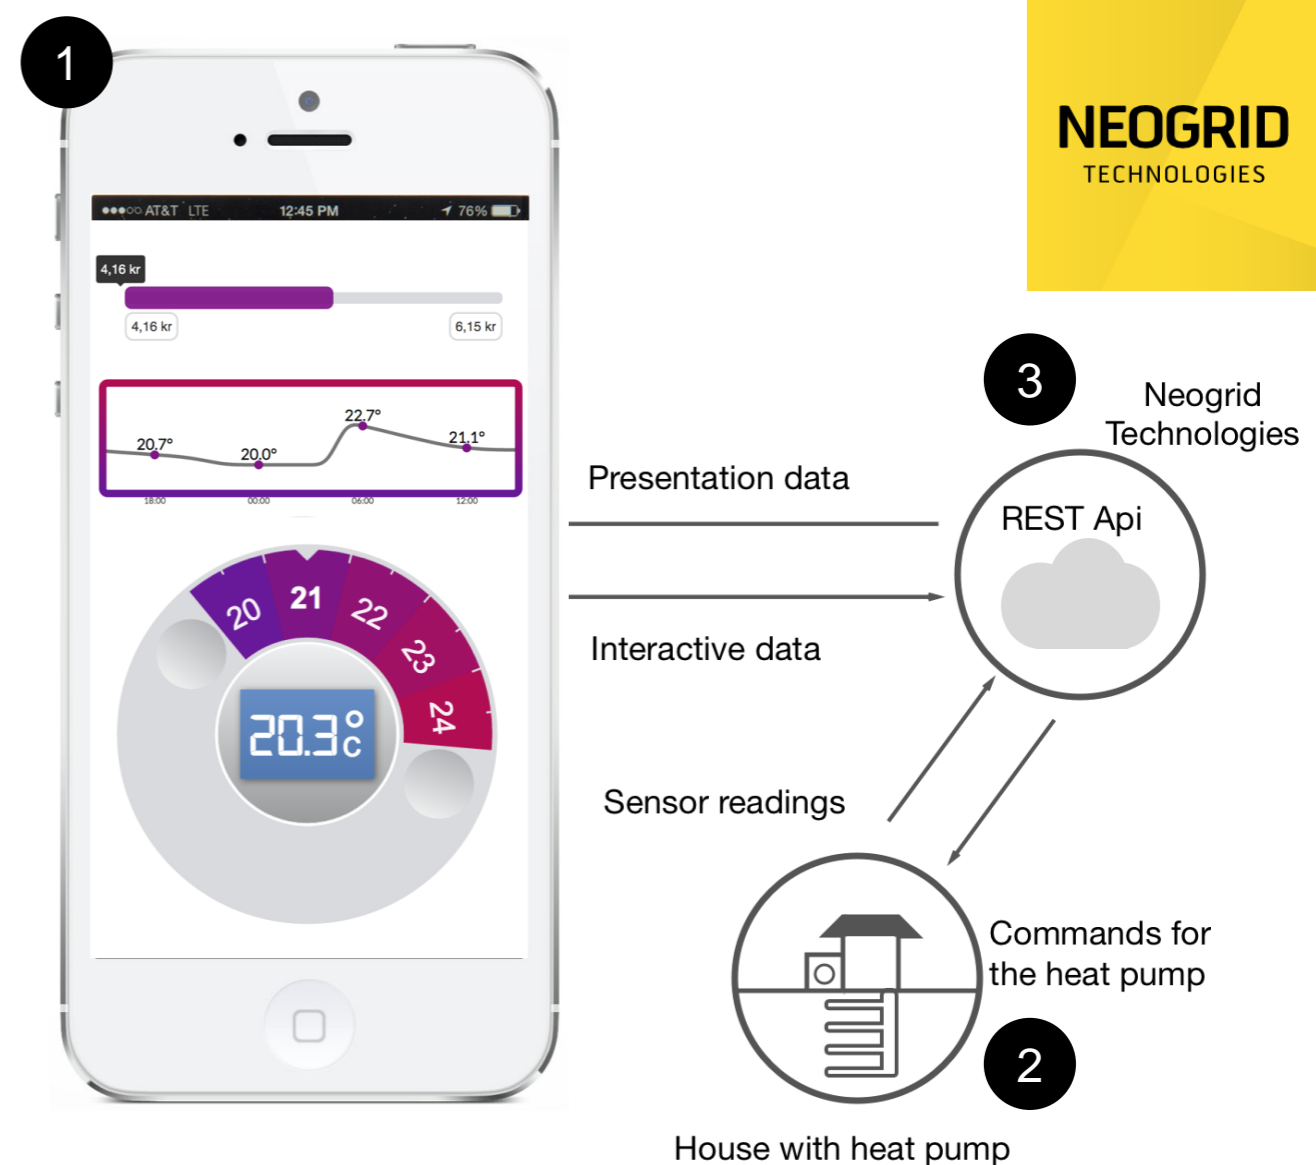 1
AT&T LTE 12:45 PM 76%
4,16 kr
4,16 kr 6,15 kr
20.7° 20.0° 22.7° 21.1°
18:00 00:00 06:00 12:00
20 21 22 23 24
20.3°C
NEOGRID
TECHNOLOGIES
3
Neogrid
Technologies
REST Api
Presentation data
Interactive data
Sensor readings
Commands for
the heat pump
2
House with heat pump